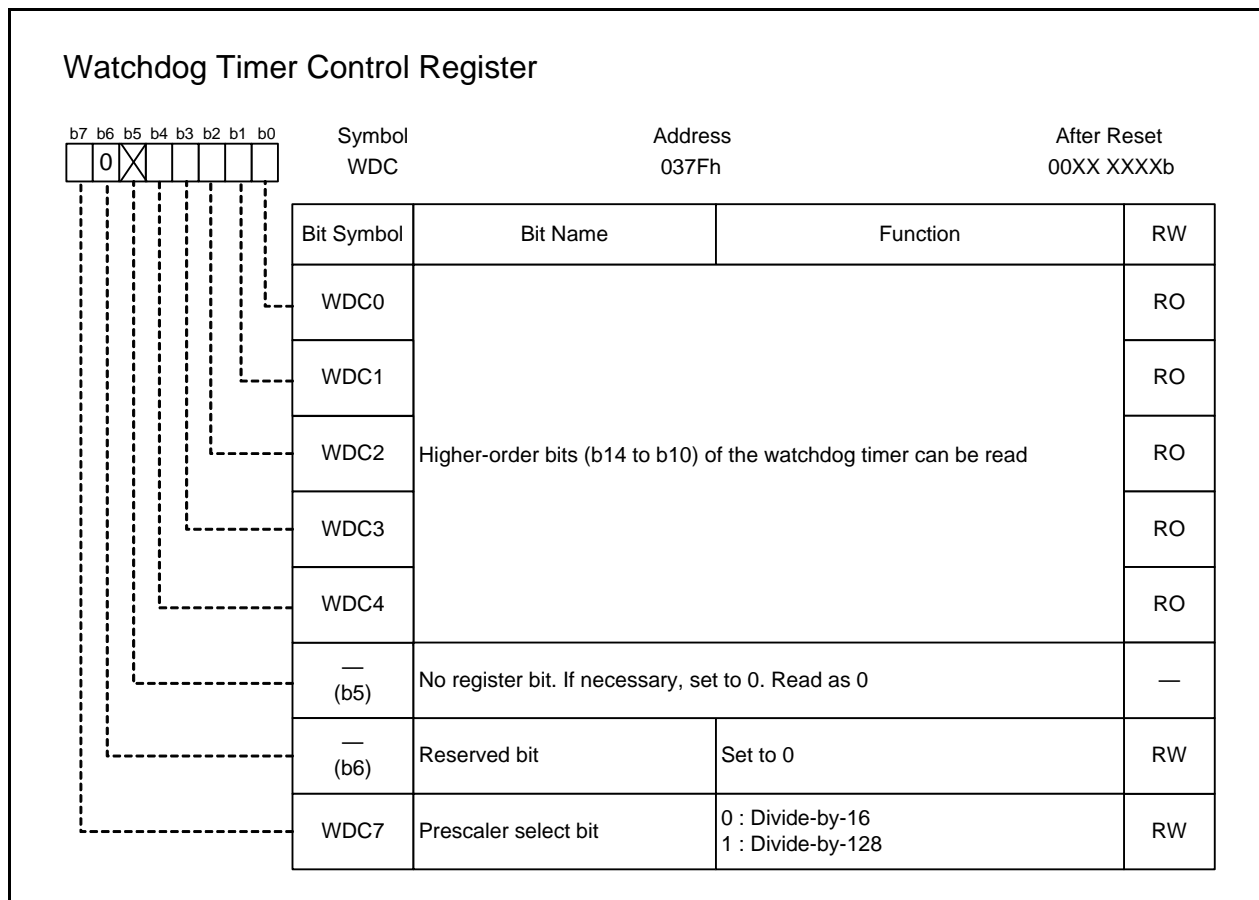 Watchdog Timer Control Register
b7 b6 b5 b4 b3 b2 b1 b0
Symbol Address After Reset
0
WDC 037Fh 00XX XXXXb
Bit Symbol Bit Name Function RW
WDC0 RO
WDC1 RO
WDC2 Higher-order bits (b14 to b10) of the watchdog timer can be read RO
WDC3 RO
WDC4 RO
—
(b5) No register bit. If necessary, set to 0. Read as 0 —
—
(b6) Reserved bit Set to 0 RW
WDC7 Prescaler select bit 0 : Divide-by-16
1 : Divide-by-128 RW